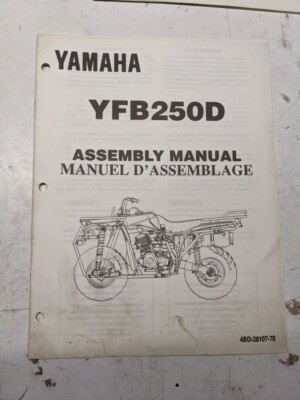 YAMAHA
YFB250D
ASSEMBLY MANUAL
MANUEL D'ASSEMBLAGE
4BD-28107-70